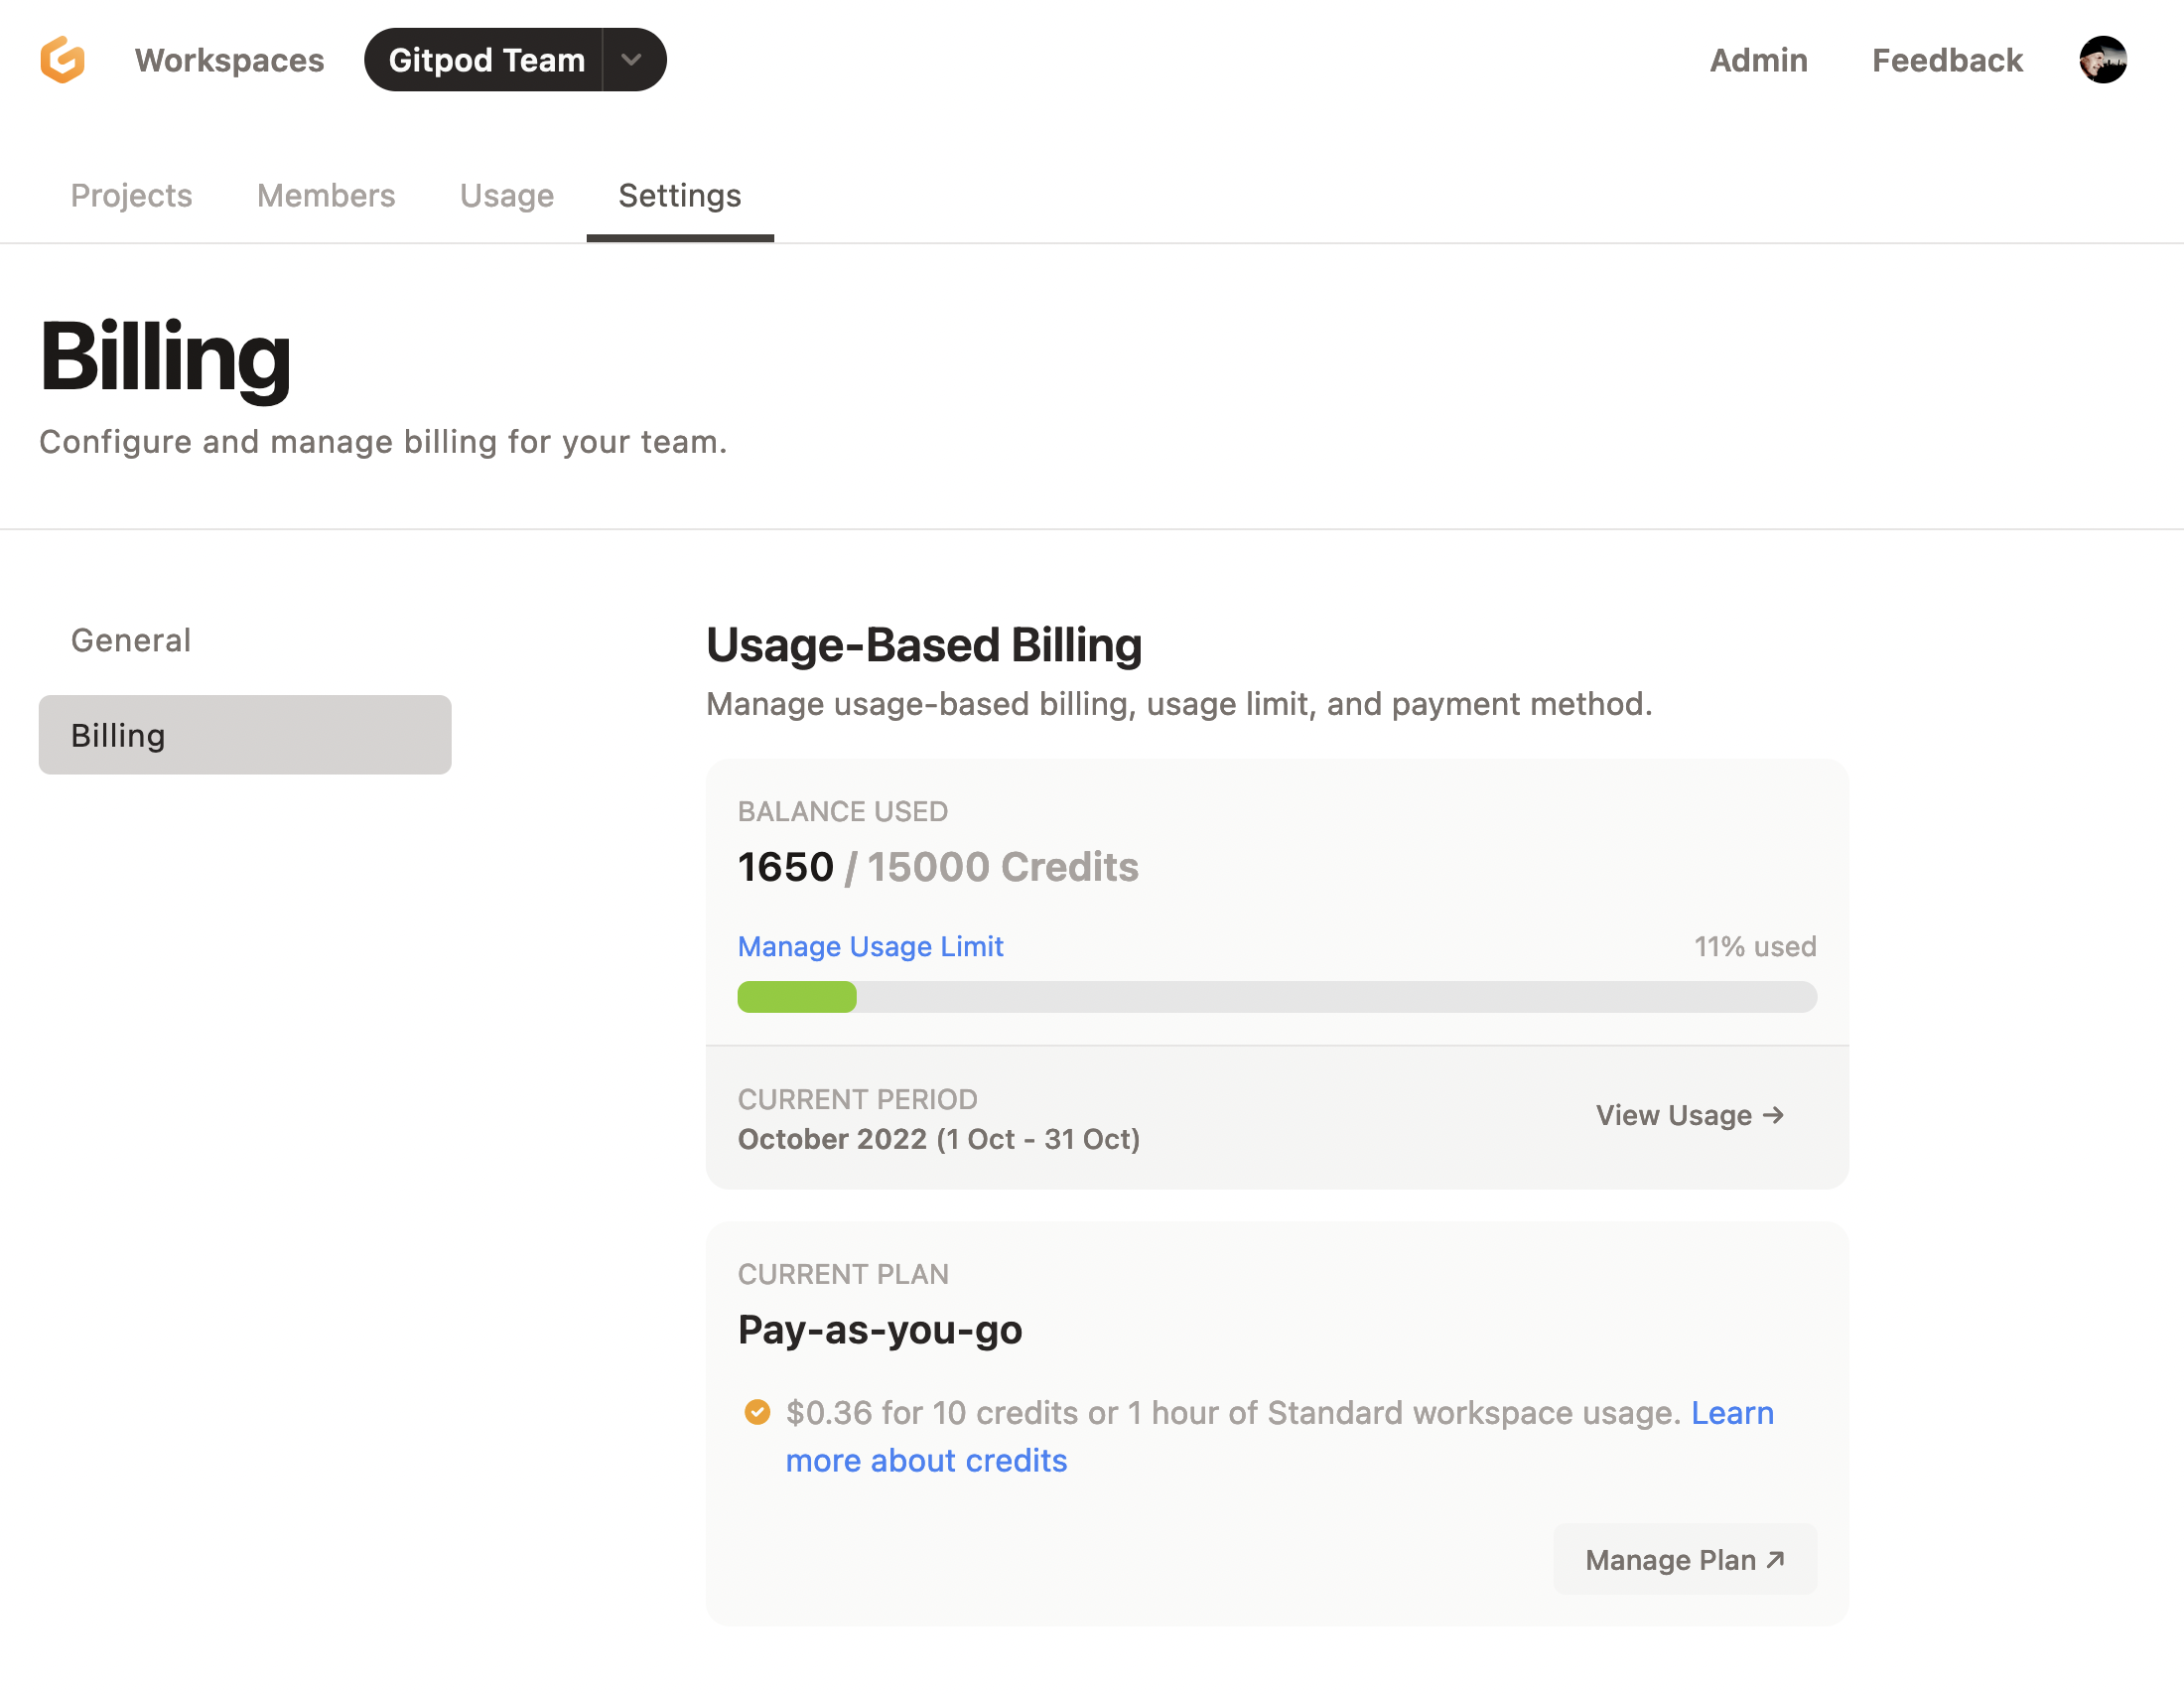 Workspaces
Gitpod Team
Admin
Feedback
Projects
Members
Usage
Settings
Billing
Configure and manage billing for your team.
General
Billing
Usage-Based Billing
Manage usage-based billing, usage limit, and payment method.
BALANCE USED
1650 / 15000 Credits
Manage Usage Limit
11% used
CURRENT PERIOD
October 2022 (1 Oct - 31 Oct)
View Usage →
CURRENT PLAN
Pay-as-you-go
$0.36 for 10 credits or 1 hour of Standard workspace usage. Learn
more about credits
Manage Plan ↗